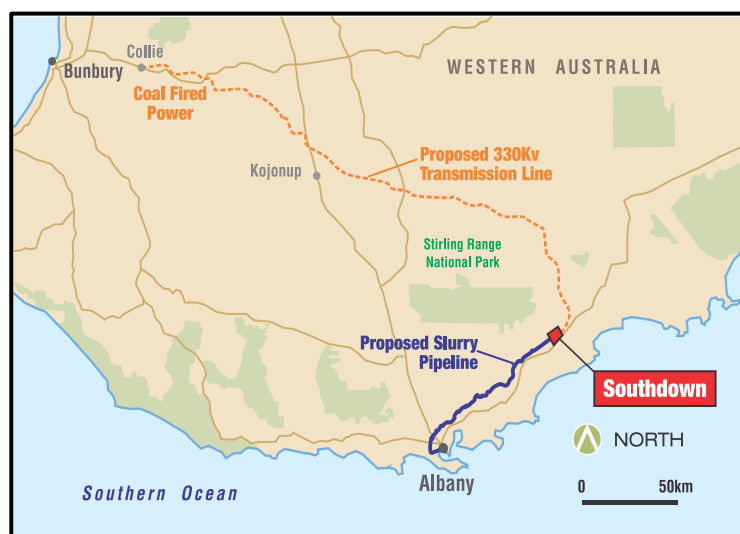 Collie
Bunbury
WESTERN AUSTRALIA
Coal Fired
Power
Proposed 330Kv
Transmission Line
Kojonup
Stirling Range
National Park
Proposed Slurry
Pipeline
Southdown
NORTH
Albany
0 50km
Southern Ocean